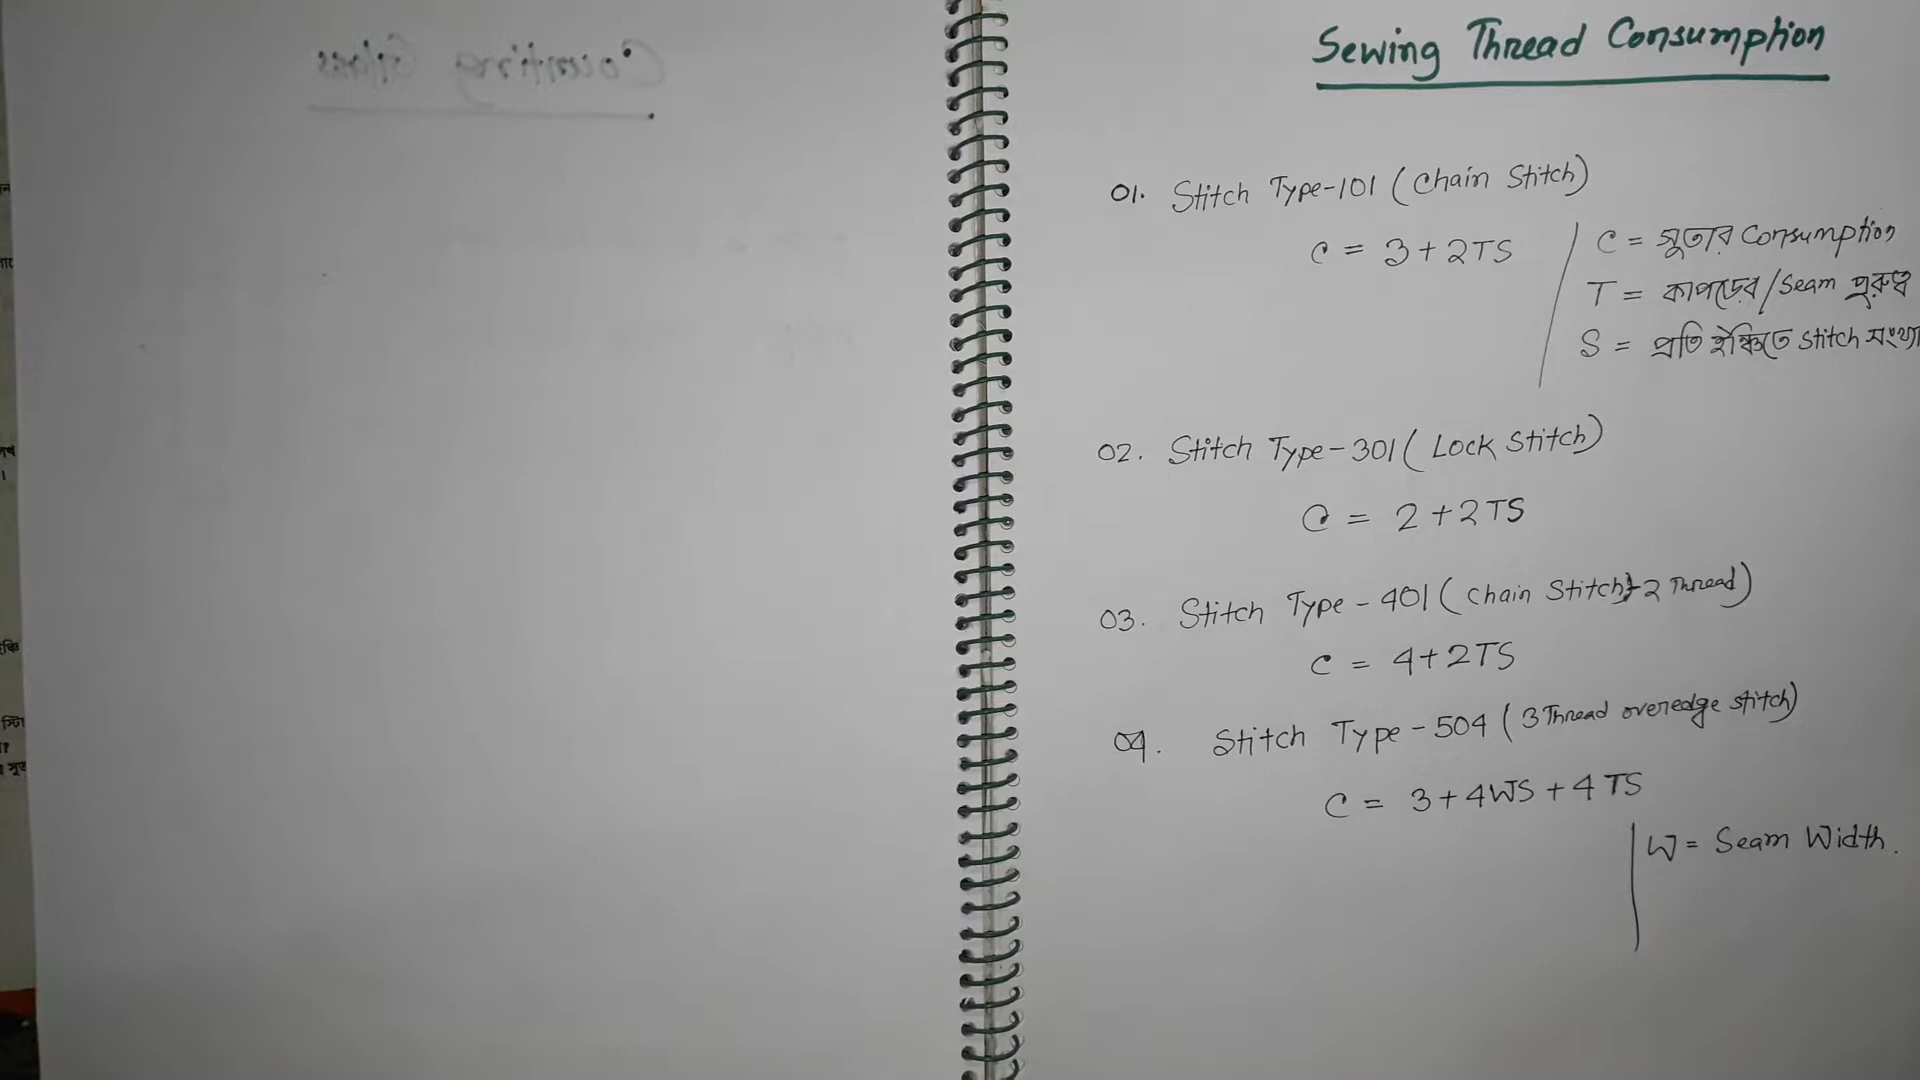 Sewing Thread Consumption
01. Stitch Type-101 (Chain Stitch)
C = 3+2TS
C = সুতার Consumption
T = কাপড়ের/Seam পুরুত্ব
S = প্রতি ইঞ্চিতে Stitch সংখ্যা
02. Stitch Type-301 (Lock Stitch)
C = 2+2TS
03. Stitch Type-401 (Chain Stitch-2 Thread)
C = 4+2TS
04. Stitch Type-504 (3 Thread overedge stitch)
C = 3+4WS+4TS
W = Seam Width.